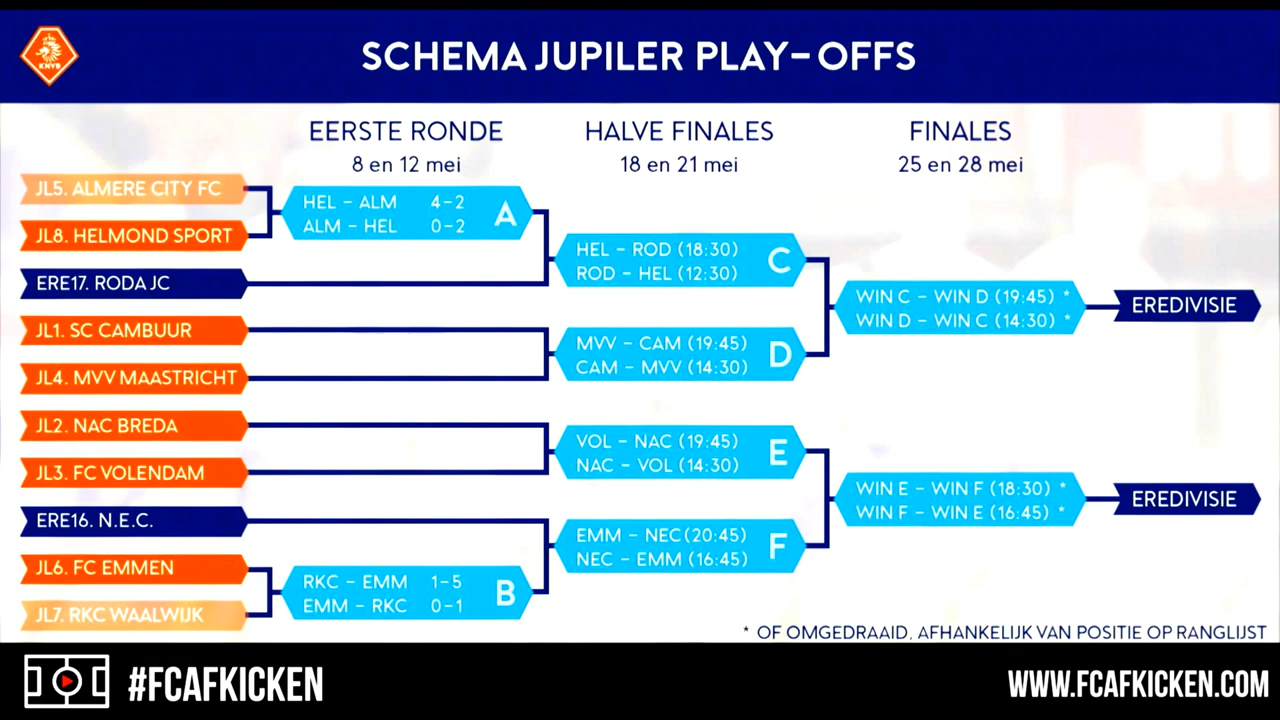 KNVB
SCHEMA JUPILER PLAY-OFFS
EERSTE RONDE
8 en 12 mei
HALVE FINALES
18 en 21 mei
FINALES
25 en 28 mei
JL5. ALMERE CITY FC
JL8. HELMOND SPORT
ERE17. RODA JC
JL1. SC CAMBUUR
JL4. MVV MAASTRICHT
JL2. NAC BREDA
JL3. FC VOLENDAM
ERE16. N.E.C.
JL6. FC EMMEN
JL7. RKC WAALWIJK
HEL - ALM 4-2
ALM - HEL 0-2
A
RKC - EMM 1-5
EMM - RKC 0-1
B
HEL - ROD (18:30)
ROD - HEL (12:30)
C
MVV - CAM (19:45)
CAM - MVV (14:30)
D
VOL - NAC (19:45)
NAC - VOL (14:30)
E
EMM - NEC (20:45)
NEC - EMM (16:45)
F
WIN C - WIN D (19:45) *
WIN D - WIN C (14:30) *
EREDIVISIE
WIN E - WIN F (18:30) *
WIN F - WIN E (16:45) *
EREDIVISIE
* OF OMGEDRAAID, AFHANKELIJK VAN POSITIE OP RANGLIJST
#FCAFKICKEN
WWW.FCAFKICKEN.COM